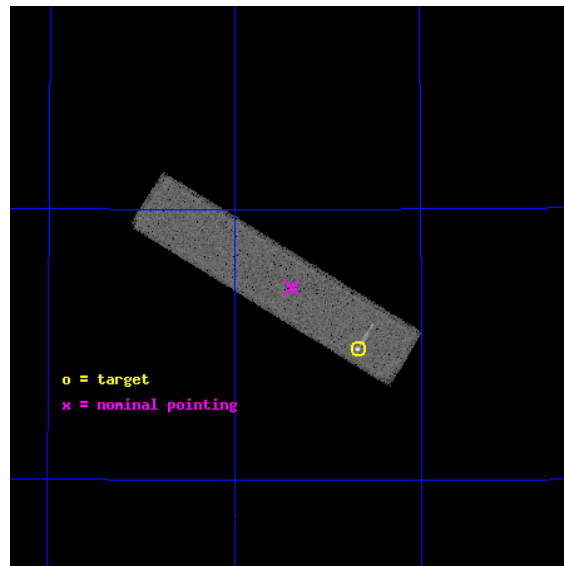 o = target
x = nominal pointing